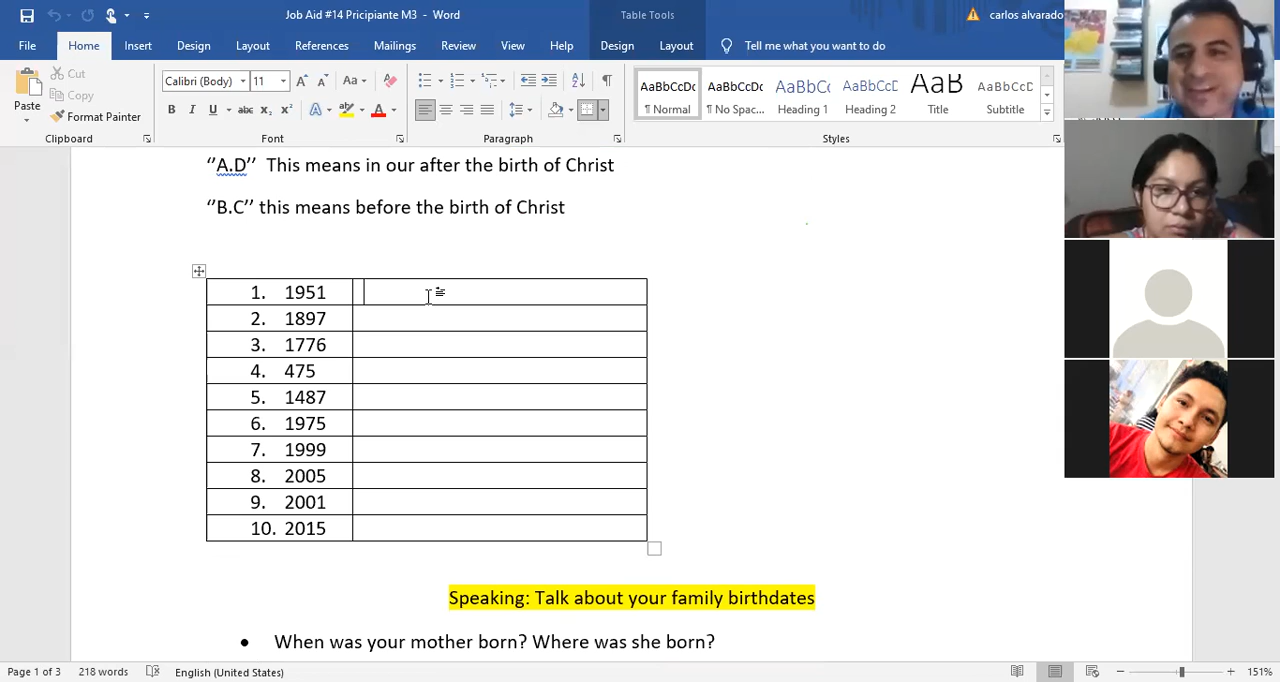 Job Aid #14 Pricipiante M3 - Word
Table Tools
carlos alvarado
File Home Insert Design Layout References Mailings Review View Help Design Layout Tell me what you want to do
Paste
Cut
Copy
Format Painter
Clipboard
Calibri (Body) 11
Font
Paragraph
AaBbCcDc AaBbCcDc AaBbCc AaBbCcD AaB AaBbCcD
¶ Normal ¶ No Spac... Heading 1 Heading 2 Title Subtitle
Styles
‘’A.D’’ This means in our after the birth of Christ
‘’B.C’’ this means before the birth of Christ
1. 1951
2. 1897
3. 1776
4. 475
5. 1487
6. 1975
7. 1999
8. 2005
9. 2001
10. 2015
Speaking: Talk about your family birthdates
• When was your mother born? Where was she born?
Page 1 of 3 218 words English (United States) 151%